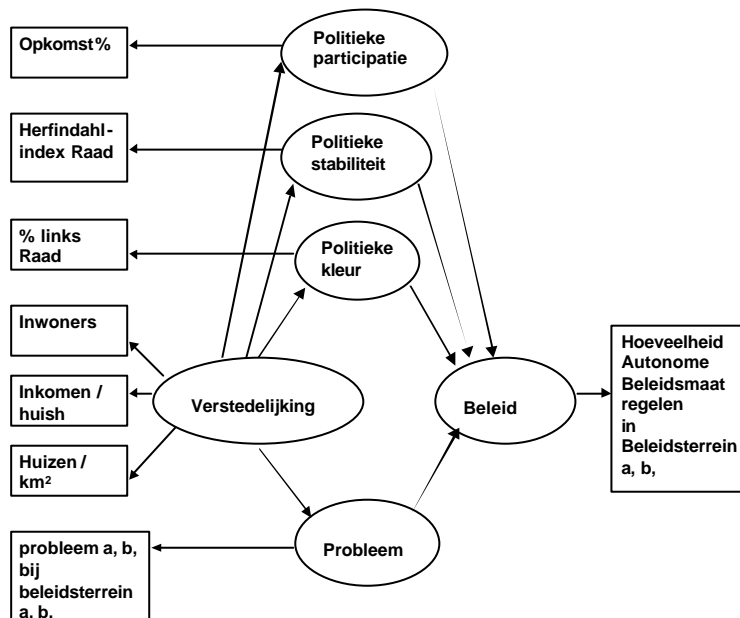 Opkomst%
Politieke
participatie
Herfindahl-
index Raad
Politieke
stabiliteit
% links
Raad
Politieke
kleur
Inwoners
Inkomen /
huish
Huizen /
km²
Verstedelijking
Beleid
Hoeveelheid
Autonome
Beleidsmaat
regelen
in
Beleidsterrein
a, b,
Probleem
probleem a, b,
bij
beleidsterrein
a, b,